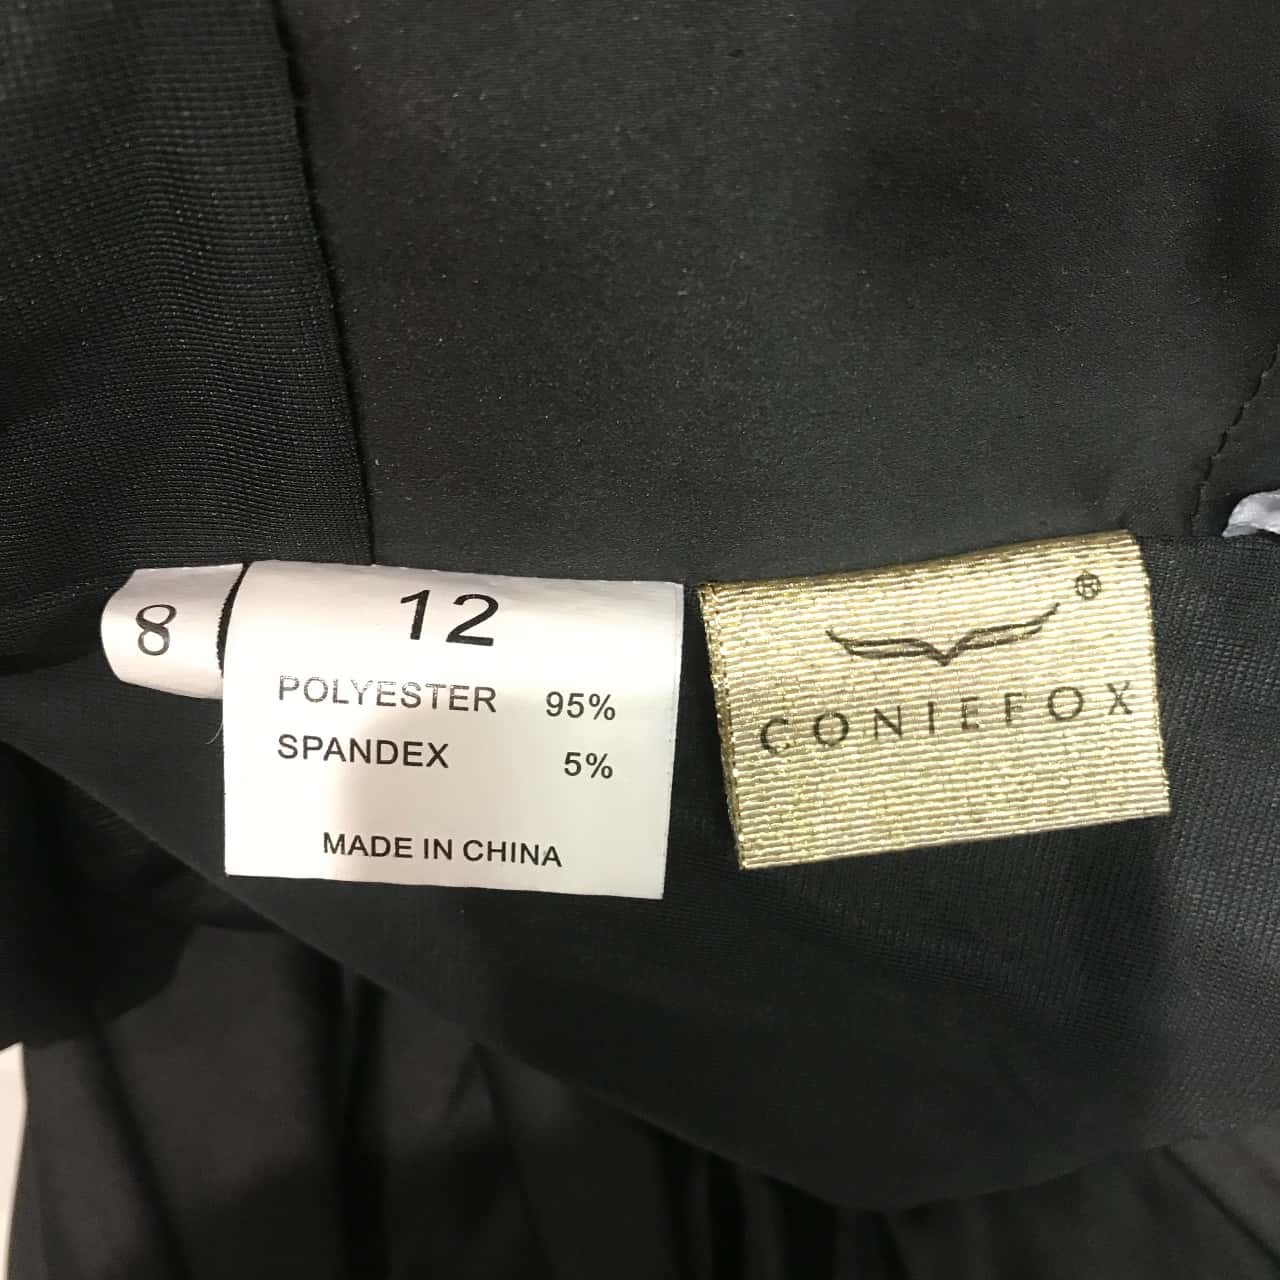 8
12
POLYESTER 95%
SPANDEX 5%
MADE IN CHINA
®
CONIEFOX